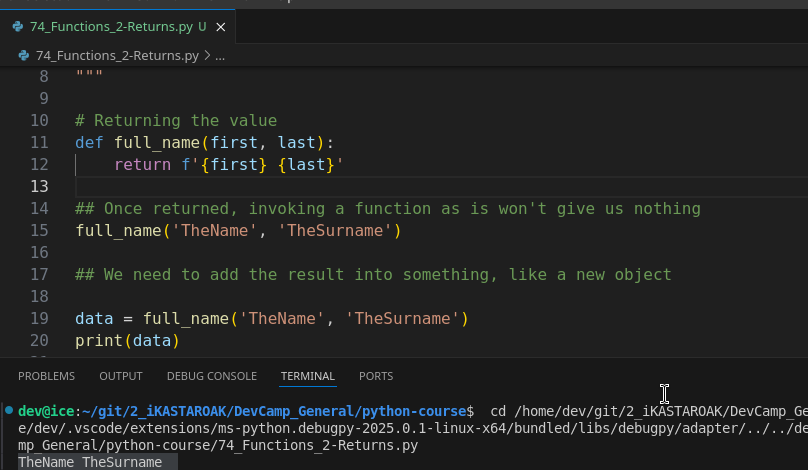 74_Functions_2-Returns.py U ×
74_Functions_2-Returns.py > ...
8 """
9
10 # Returning the value
11 def full_name(first, last):
12     return f'{first} {last}'
13
14 ## Once returned, invoking a function as is won't give us nothing
15 full_name('TheName', 'TheSurname')
16
17 ## We need to add the result into something, like a new object
18
19 data = full_name('TheName', 'TheSurname')
20 print(data)
PROBLEMS OUTPUT DEBUG CONSOLE TERMINAL PORTS
dev@ice:~/git/2_iKASTAROAK/DevCamp_General/python-course$  cd /home/dev/git/2_iKASTAROAK/DevCamp_Ge
e/dev/.vscode/extensions/ms-python.debugpy-2025.0.1-linux-x64/bundled/libs/debugpy/adapter/../../de
mp_General/python-course/74_Functions_2-Returns.py
TheName TheSurname